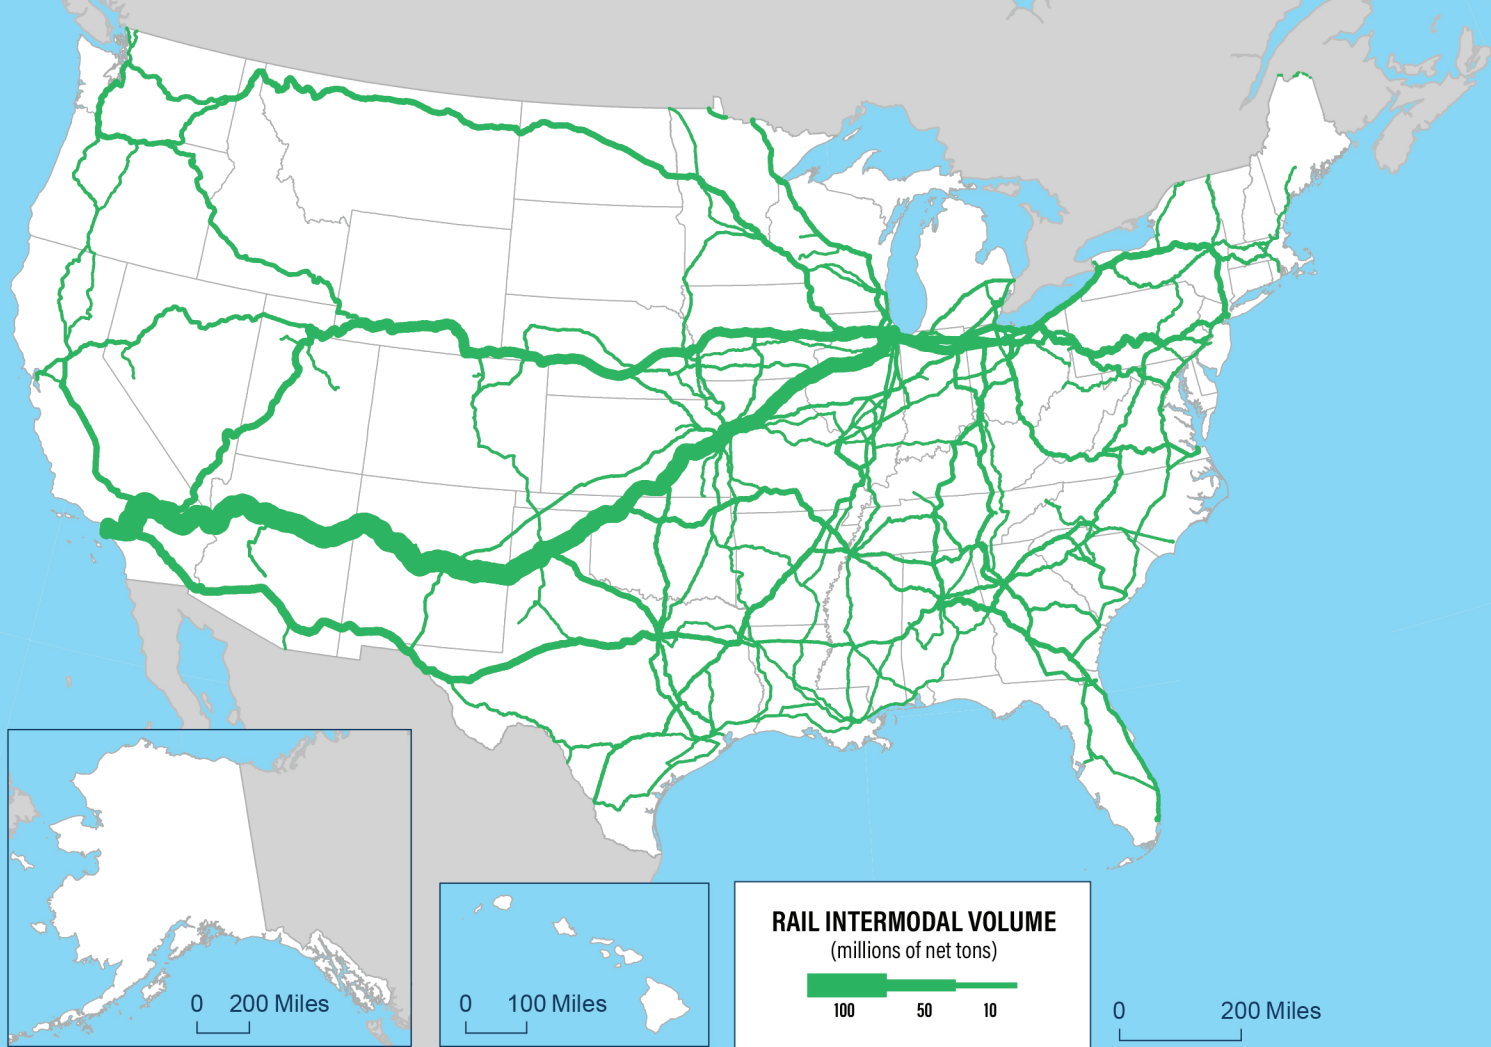 RAIL INTERMODAL VOLUME
(millions of net tons)
100 50 10
0 200 Miles
0 100 Miles
0 200 Miles